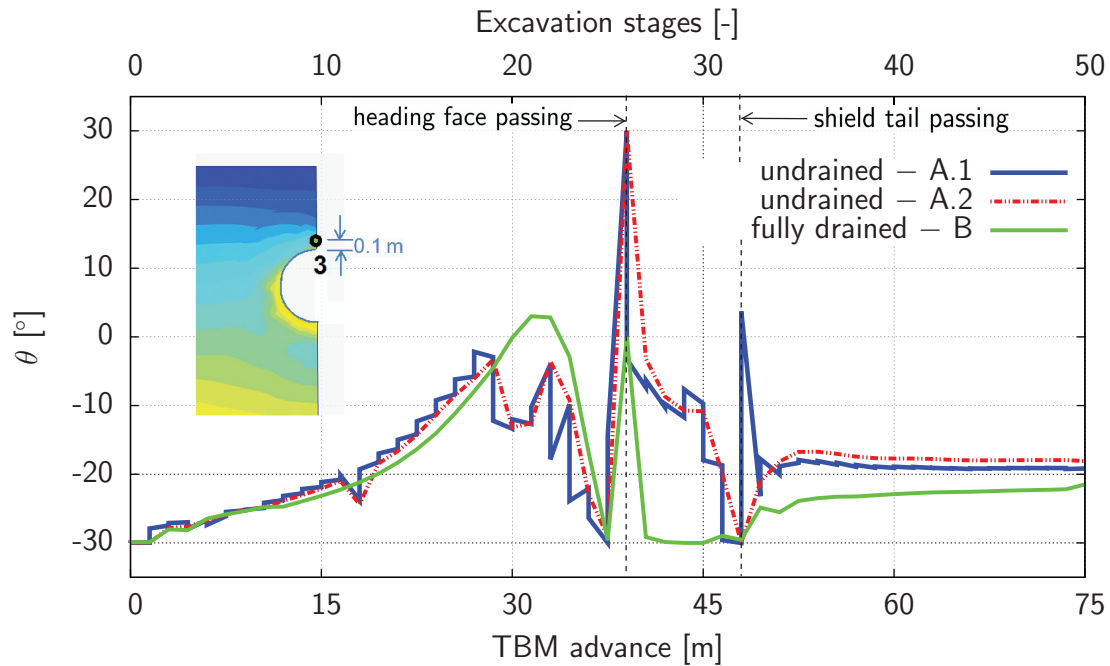 Excavation stages [-]
0 10 20 30 40 50
heading face passing
shield tail passing
undrained – A.1
undrained – A.2
fully drained – B
0.1 m
3
30
20
10
0
-10
-20
-30
θ [°]
0 15 30 45 60 75
TBM advance [m]